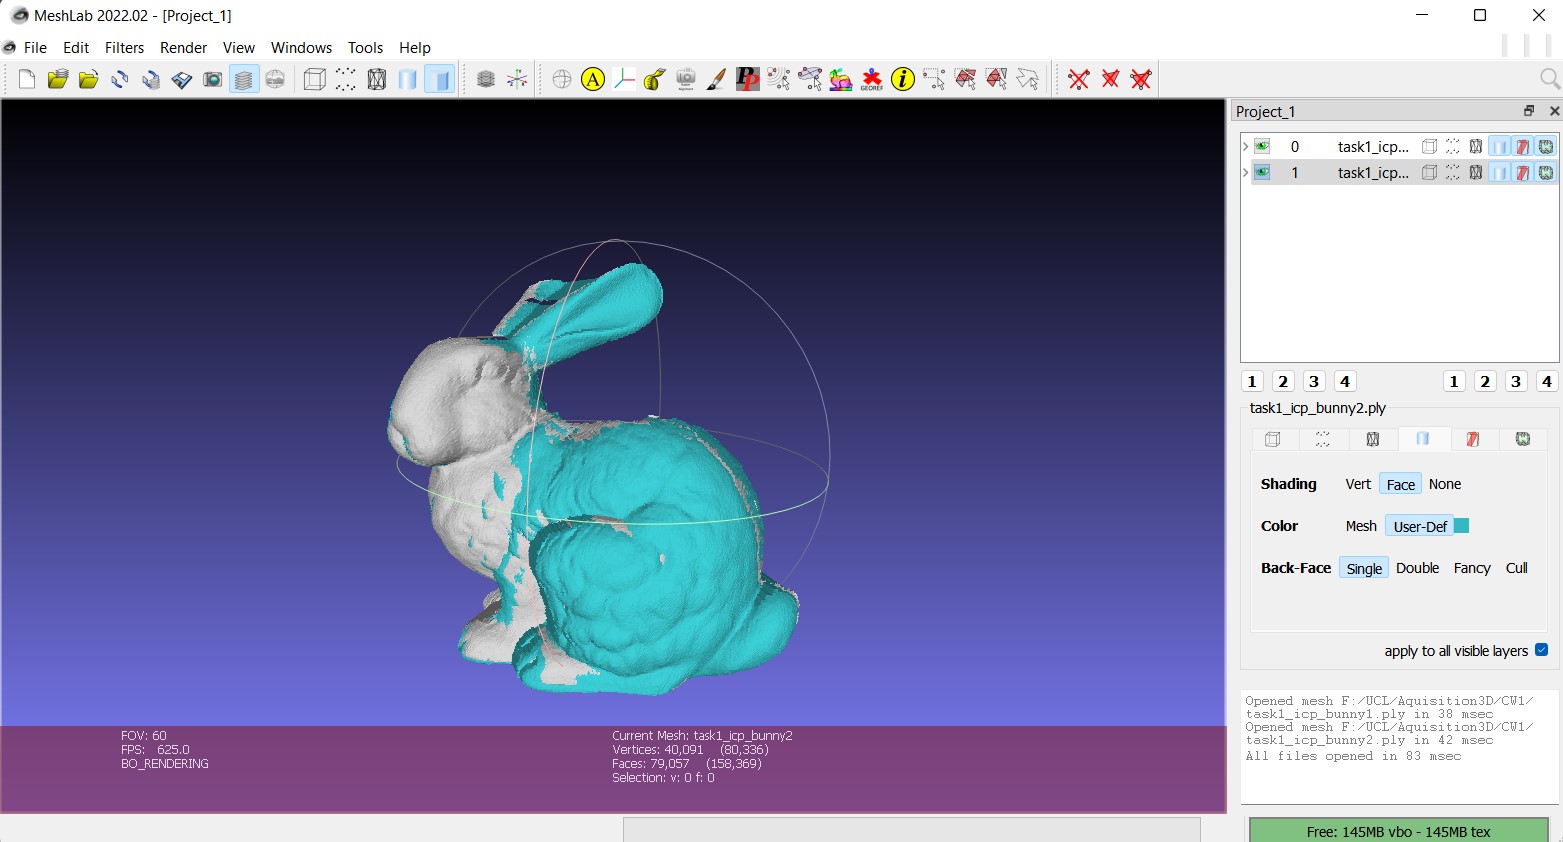 MeshLab 2022.02 - [Project_1]
File Edit Filters Render View Windows Tools Help
A
PP
GEOREF
i
Project_1
0 task1_icp...
1 task1_icp...
1 2 3 4 1 2 3 4
task1_icp_bunny2.ply
Shading Vert Face None
Color Mesh User-Def
Back-Face Single Double Fancy Cull
apply to all visible layers
Opened mesh F:/UCL/Aquisition3D/CW1/
task1_icp_bunny1.ply in 38 msec
Opened mesh F:/UCL/Aquisition3D/CW1/
task1_icp_bunny2.ply in 42 msec
All files opened in 83 msec
FOV: 60
FPS: 625.0
BO_RENDERING
Current Mesh: task1_icp_bunny2
Vertices: 40,091 (80,336)
Faces: 79,057 (158,369)
Selection: v: 0 f: 0
Free: 145MB vbo - 145MB tex